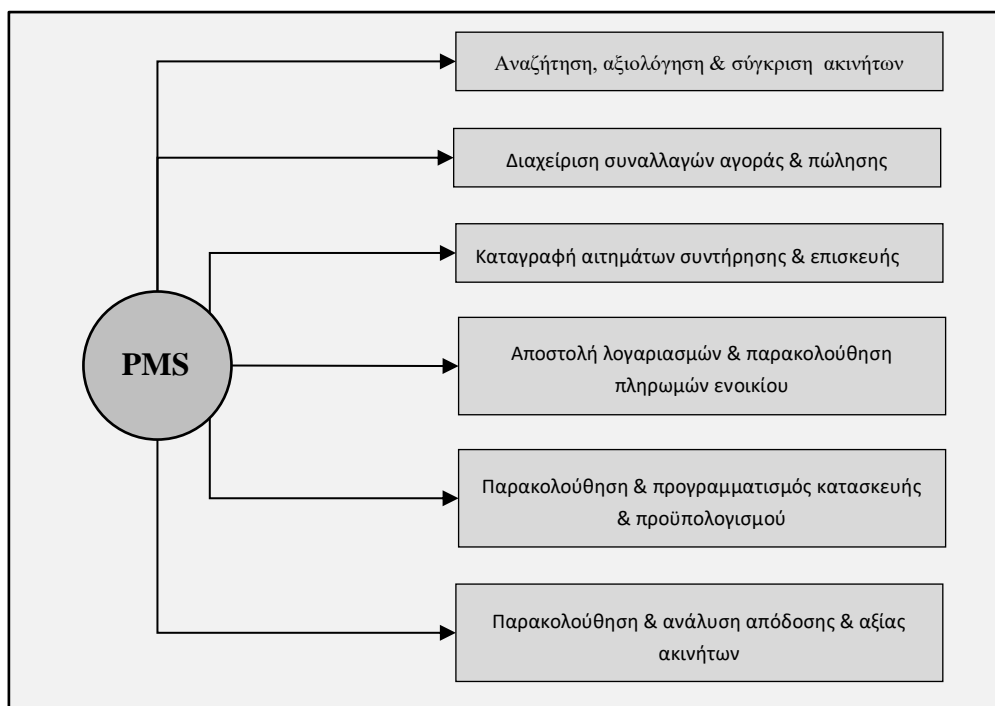 Αναζήτηση, αξιολόγηση & σύγκριση ακινήτων
Διαχείριση συναλλαγών αγοράς & πώλησης
Καταγραφή αιτημάτων συντήρησης & επισκευής
PMS
Αποστολή λογαριασμών & παρακολούθηση
πληρωμών ενοικίου
Παρακολούθηση & προγραμματισμός κατασκευής
& προϋπολογισμού
Παρακολούθηση & ανάλυση απόδοσης & αξίας
ακινήτων